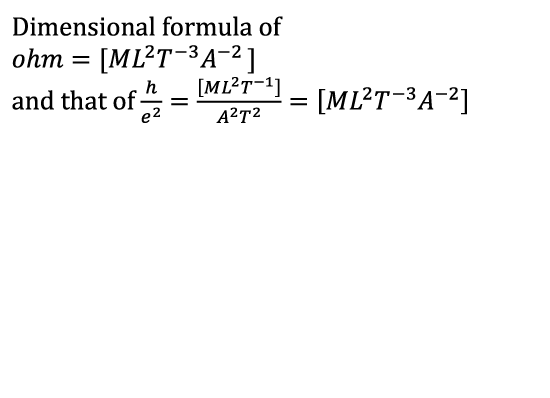 Dimensional formula of
ohm = [ML²T⁻³A⁻²]
and that of h/e² = [ML²T⁻¹]/A²T² = [ML²T⁻³A⁻²]